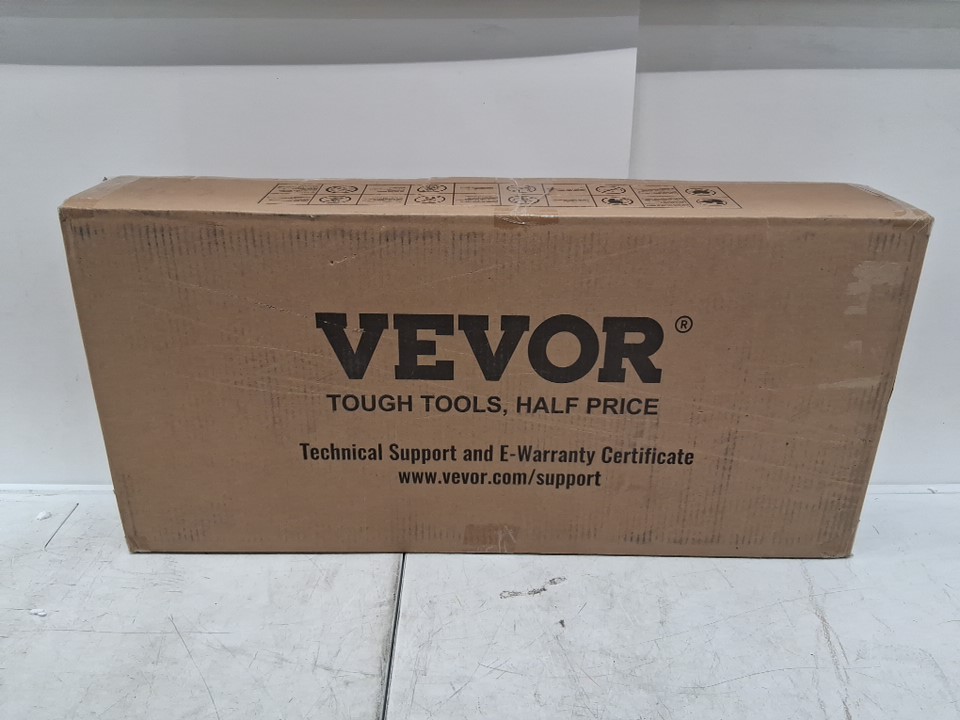 VEVOR®
TOUGH TOOLS, HALF PRICE
Technical Support and E-Warranty Certificate
www.vevor.com/support